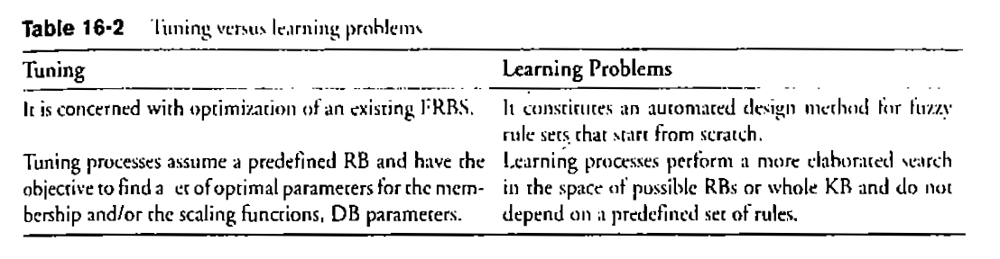 Table 16-2 Tuning versus learning problems
Tuning Learning Problems
It is concerned with optimization of an existing FRBS.
Tuning processes assume a predefined RB and have the
objective to find a et of optimal parameters for the mem-
bership and/or the scaling functions, DB parameters.
It constitutes an automated design method for fuzzy
rule sets that start from scratch.
Learning processes perform a more elaborated search
in the space of possible RBs or whole KB and do not
depend on a predefined set of rules.